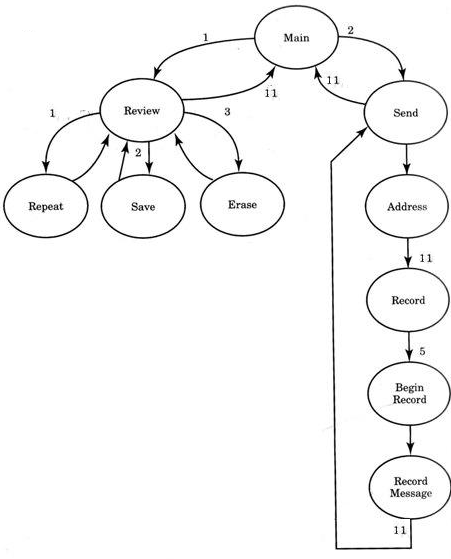 Main
1
2
11
11
Review
Send
1
2
3
Repeat
Save
Erase
Address
11
Record
5
Begin
Record
Record
Message
11